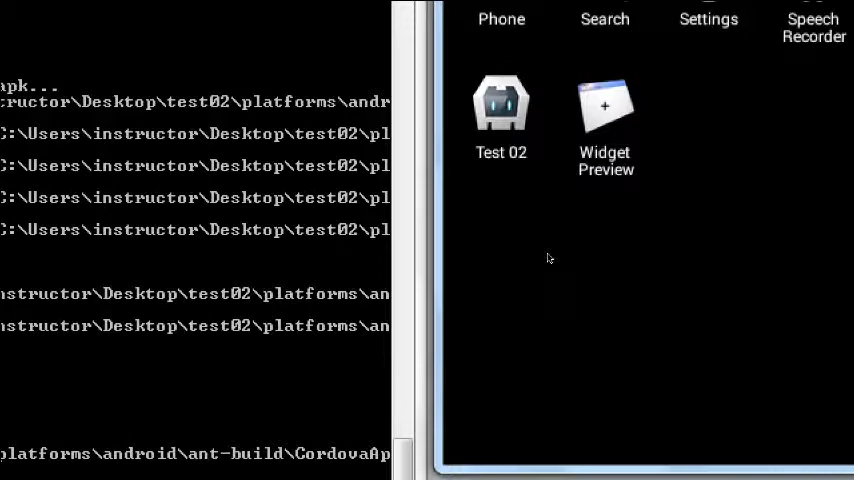 apk...
ructor\Desktop\test02\platforms\andr
C:\Users\instructor\Desktop\test02\pl
C:\Users\instructor\Desktop\test02\pl
C:\Users\instructor\Desktop\test02\pl
C:\Users\instructor\Desktop\test02\pl
nstructor\Desktop\test02\platforms\an
nstructor\Desktop\test02\platforms\an
platforms\android\ant-build\CordovaAp
Phone
Search
Settings
Speech
Recorder
Test 02
Widget
Preview